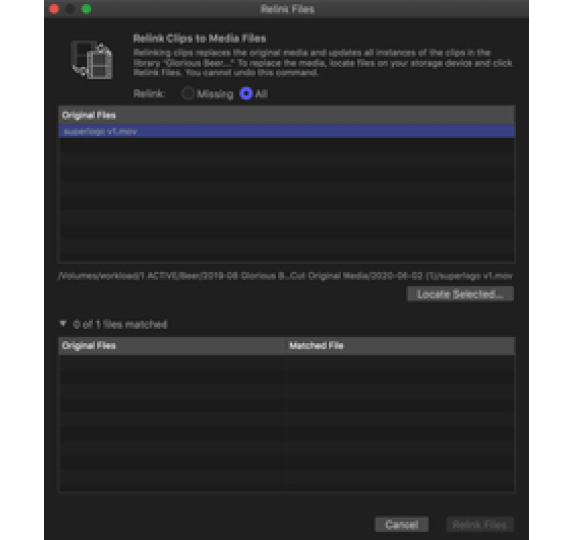 Relink Files
Relink Clips to Media Files
Relinking clips replaces the original media and updates all instances of the clips in the
library "Glorious Beer..." To replace the media, locate files on your storage device and click
Relink Files. You cannot undo this command.
Relink: Missing All
Original Files
superlogo v1.mov
/Volumes/workload/1 ACTIVE/Beer/2019-08 Glorious B...Cut Original Media/2020-06-02 (1)/superlogo v1.mov
Locate Selected...
0 of 1 files matched
Original Files Matched File
Cancel Relink Files